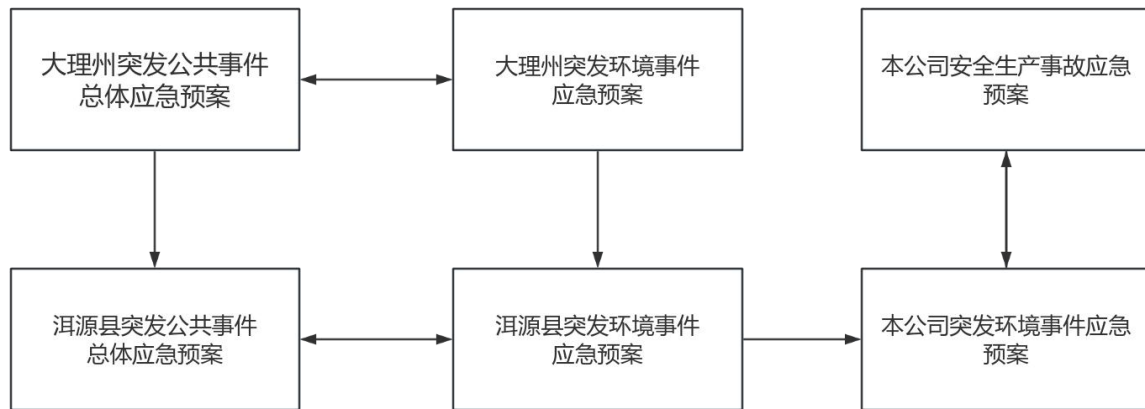 大理州突发公共事件
总体应急预案
大理州突发环境事件
应急预案
本公司安全生产事故应急
预案
洱源县突发公共事件
总体应急预案
洱源县突发环境事件
应急预案
本公司突发环境事件应急
预案